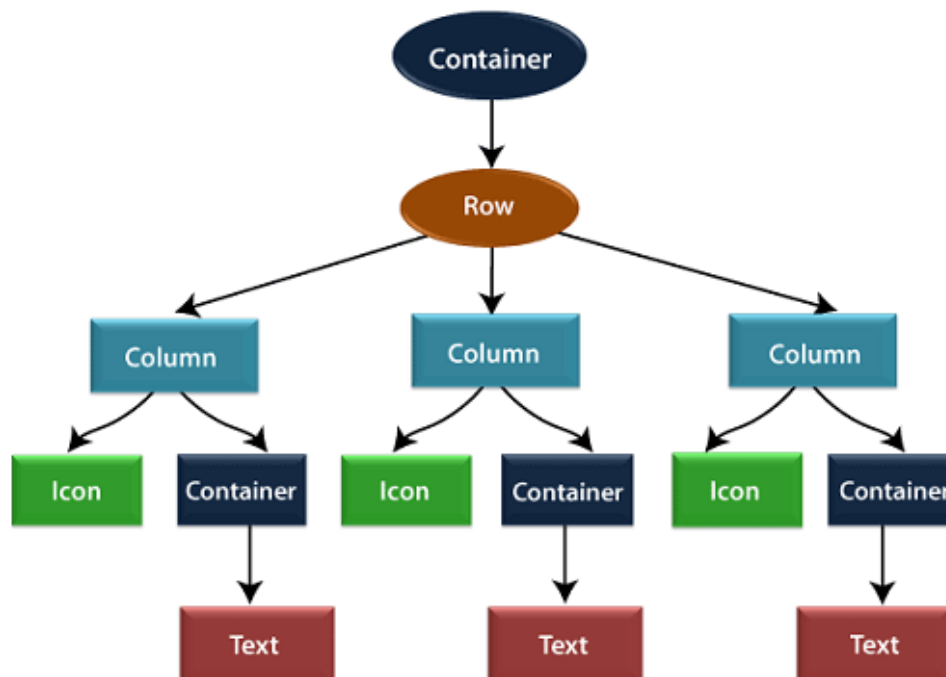 Container
Row
Column
Column
Column
Icon
Container
Icon
Container
Icon
Container
Text
Text
Text